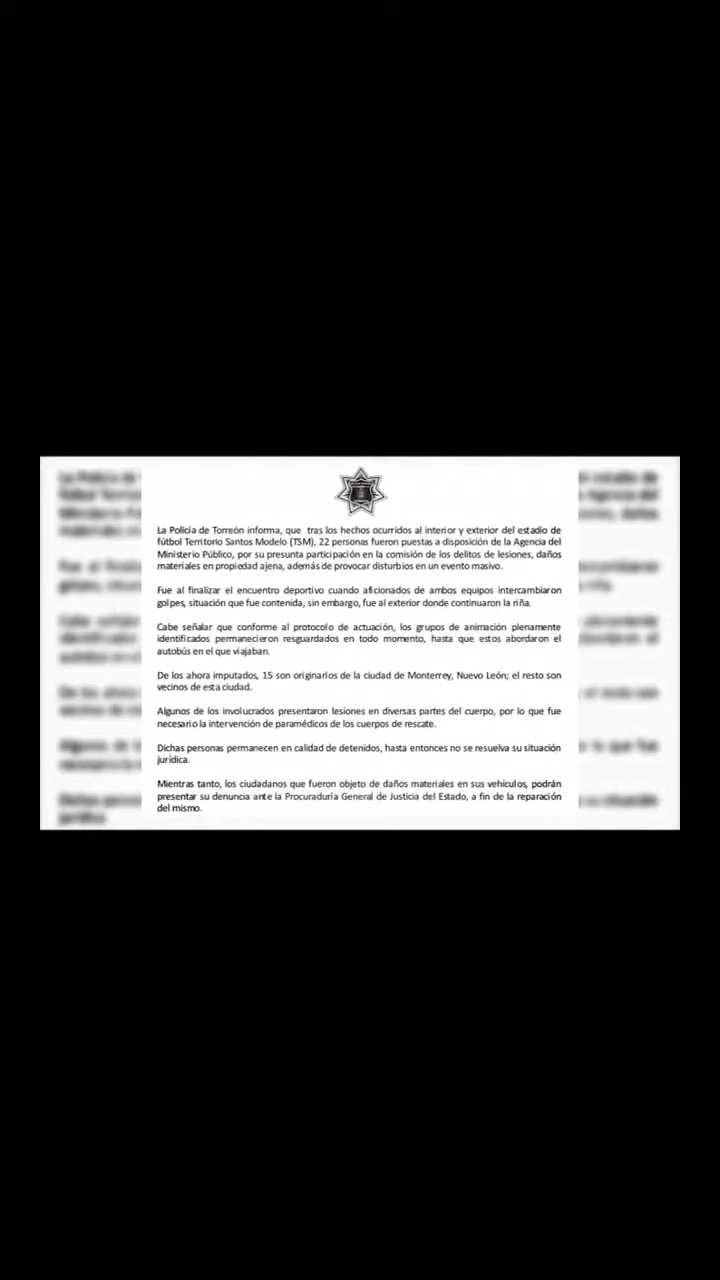 La Policía de Torreón informa, que tras los hechos ocurridos al interior y exterior del estadio de
fútbol Territorio Santos Modelo (TSM), 22 personas fueron puestas a disposición de la Agencia del
Ministerio Público, por su presunta participación en la comisión de los delitos de lesiones, daños
materiales en propiedad ajena, además de provocar disturbios en un evento masivo.
Fue al finalizar el encuentro deportivo cuando aficionados de ambos equipos intercambiaron
golpes, situación que fue contenida, sin embargo, fue al exterior donde continuaron la riña.
Cabe señalar que conforme al protocolo de actuación, los grupos de animación plenamente
identificados permanecieron resguardados en todo momento, hasta que estos abordaron el
autobús en el que viajaban.
De los ahora imputados, 15 son originarios de la ciudad de Monterrey, Nuevo León; el resto son
vecinos de esta ciudad.
Algunos de los involucrados presentaron lesiones en diversas partes del cuerpo, por lo que fue
necesario la intervención de paramédicos de los cuerpos de rescate.
Dichas personas permanecen en calidad de detenidos, hasta entonces no se resuelva su situación
jurídica.
Mientras tanto, los ciudadanos que fueron objeto de daños materiales en sus vehículos, podrán
presentar su denuncia ante la Procuraduría General de Justicia del Estado, a fin de la reparación
del mismo.